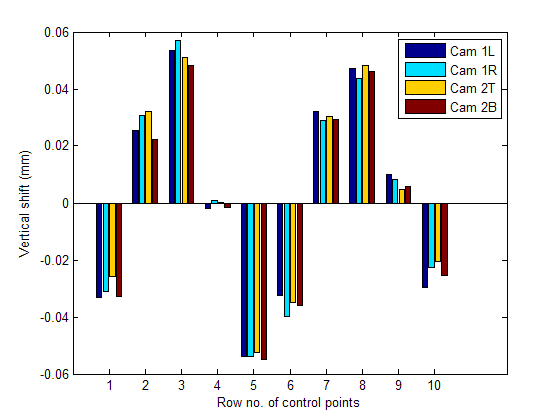 0.06
0.04
0.02
0
-0.02
-0.04
-0.06
Vertical shift (mm)
Cam 1L
Cam 1R
Cam 2T
Cam 2B
1 2 3 4 5 6 7 8 9 10
Row no. of control points